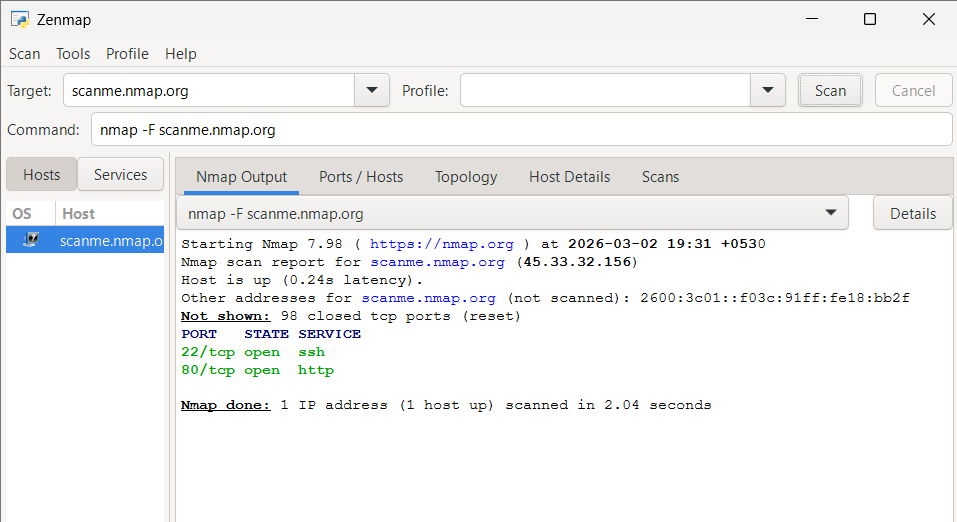 Zenmap
Scan Tools Profile Help
Target: scanme.nmap.org Profile: Scan Cancel
Command: nmap -F scanme.nmap.org
Hosts Services Nmap Output Ports / Hosts Topology Host Details Scans
OS Host nmap -F scanme.nmap.org Details
scanme.nmap.o
Starting Nmap 7.98 ( https://nmap.org ) at 2026-03-02 19:31 +0530
Nmap scan report for scanme.nmap.org (45.33.32.156)
Host is up (0.24s latency).
Other addresses for scanme.nmap.org (not scanned): 2600:3c01::f03c:91ff:fe18:bb2f
Not shown: 98 closed tcp ports (reset)
PORT STATE SERVICE
22/tcp open ssh
80/tcp open http
Nmap done: 1 IP address (1 host up) scanned in 2.04 seconds